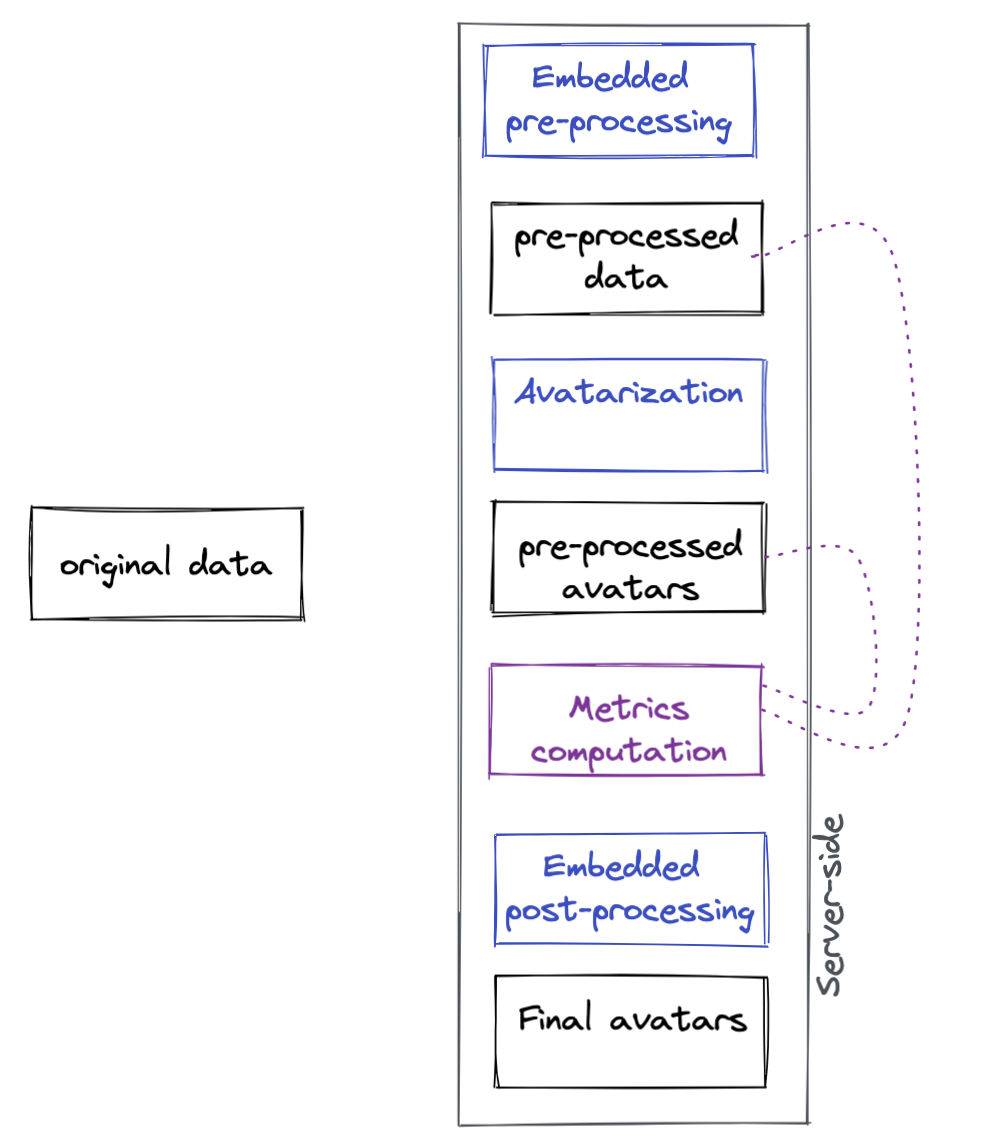 Embedded
pre-processing
pre-processed
data
Avatarization
original data
pre-processed
avatars
Metrics
computation
Embedded
post-processing
Server-side
Final avatars